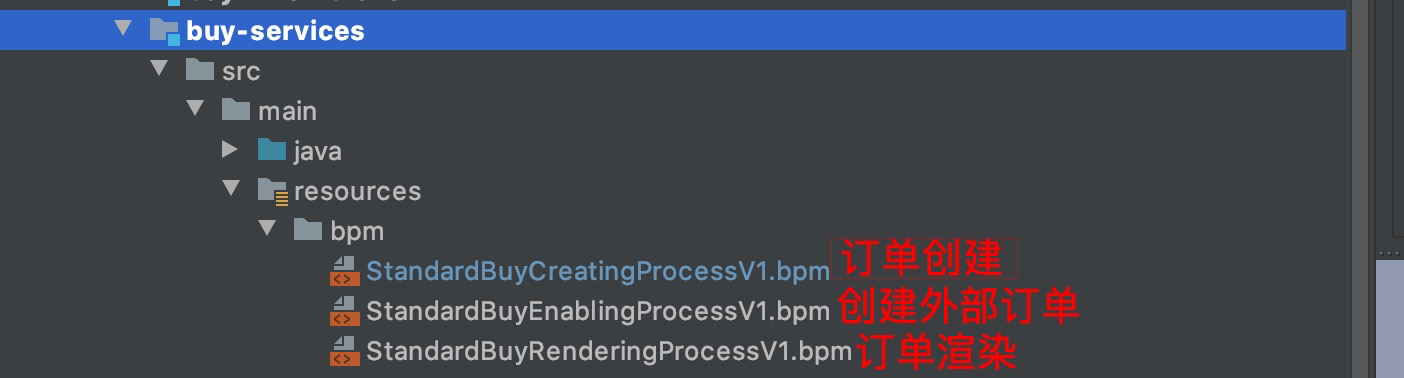 buy-services
src
main
java
resources
bpm
StandardBuyCreatingProcessV1.bpm 订单创建
StandardBuyEnablingProcessV1.bpm 创建外部订单
StandardBuyRenderingProcessV1.bpm 订单渲染